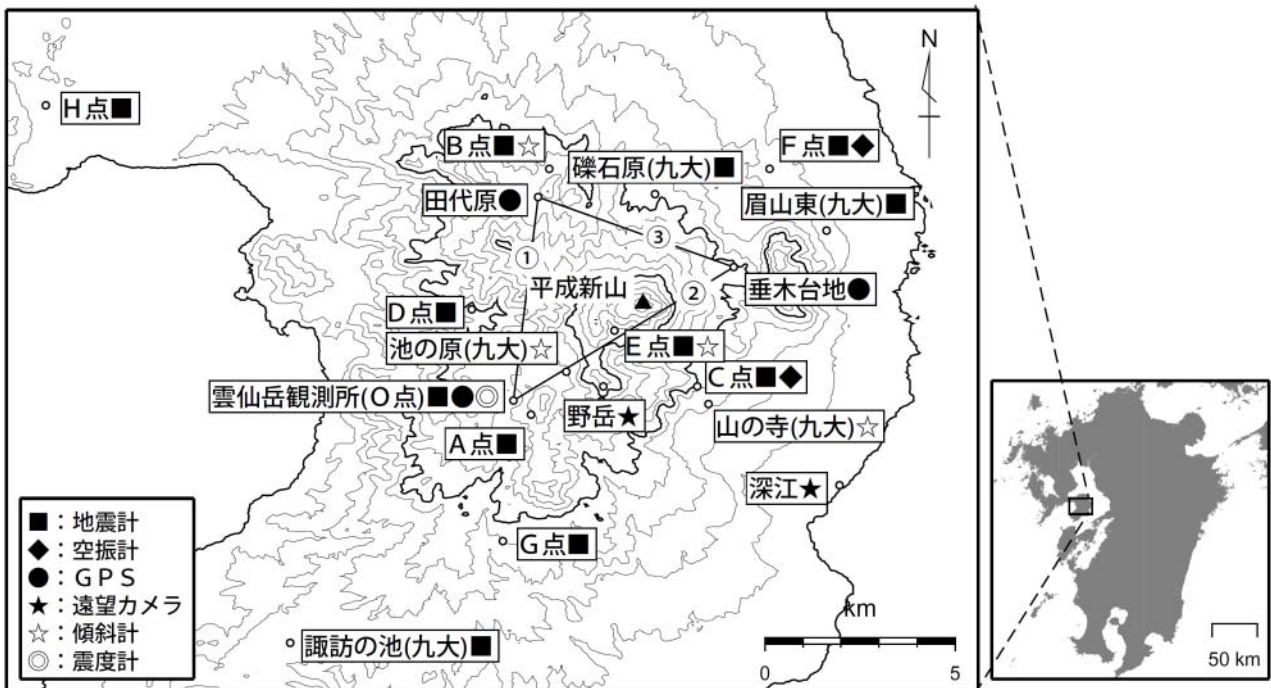 N
H点■
B点■☆
F点■◆
礫石原(九大)■
田代原●
眉山東(九大)■
③
①
平成新山
②
垂木台地●
D点■
池の原(九大)☆
E点■☆
C点■◆
雲仙岳観測所(O点)■●◎
野岳★
山の寺(九大)☆
A点■
深江★
G点■
■：地震計
◆：空振計
●：GPS
★：遠望カメラ
☆：傾斜計
◎：震度計
諏訪の池(九大)■
km
0 5
50 km